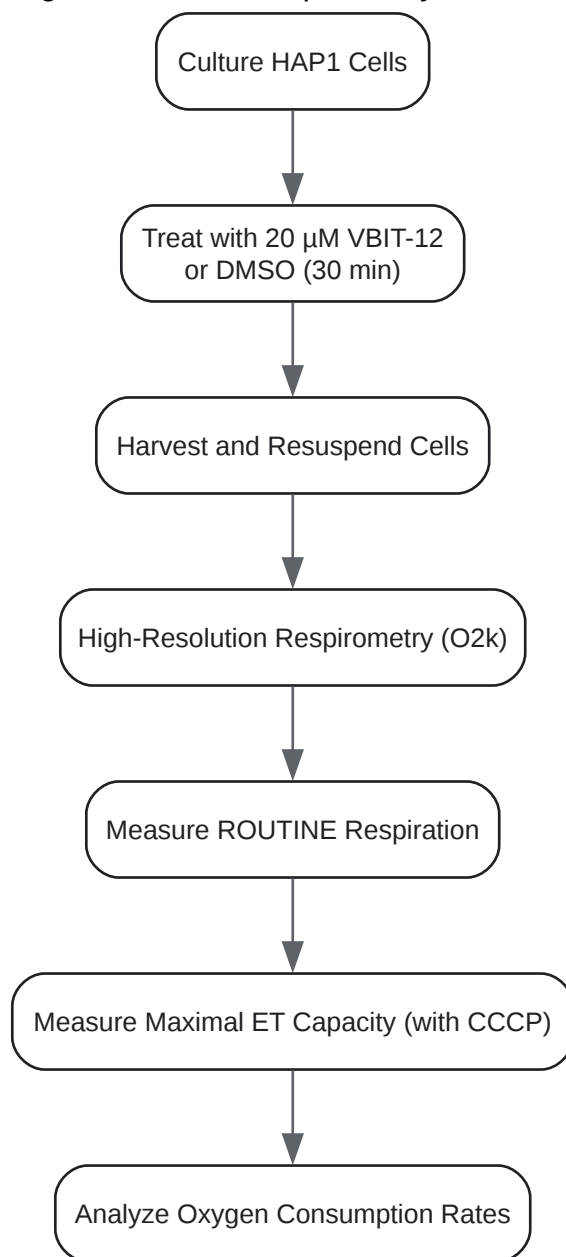 Culture HAP1 Cells
Treat with 20 µM VBIT-12
or DMSO (30 min)
Harvest and Resuspend Cells
High-Resolution Respirometry (O2k)
Measure ROUTINE Respiration
Measure Maximal ET Capacity (with CCCP)
Analyze Oxygen Consumption Rates